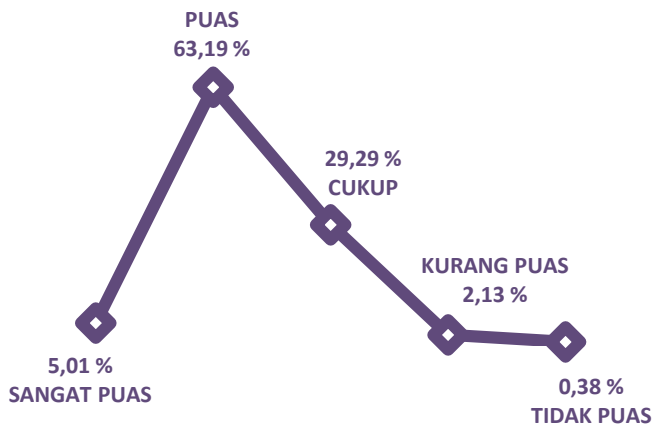 PUAS
63,19 %
29,29 %
CUKUP
KURANG PUAS
2,13 %
5,01 %
SANGAT PUAS
0,38 %
TIDAK PUAS